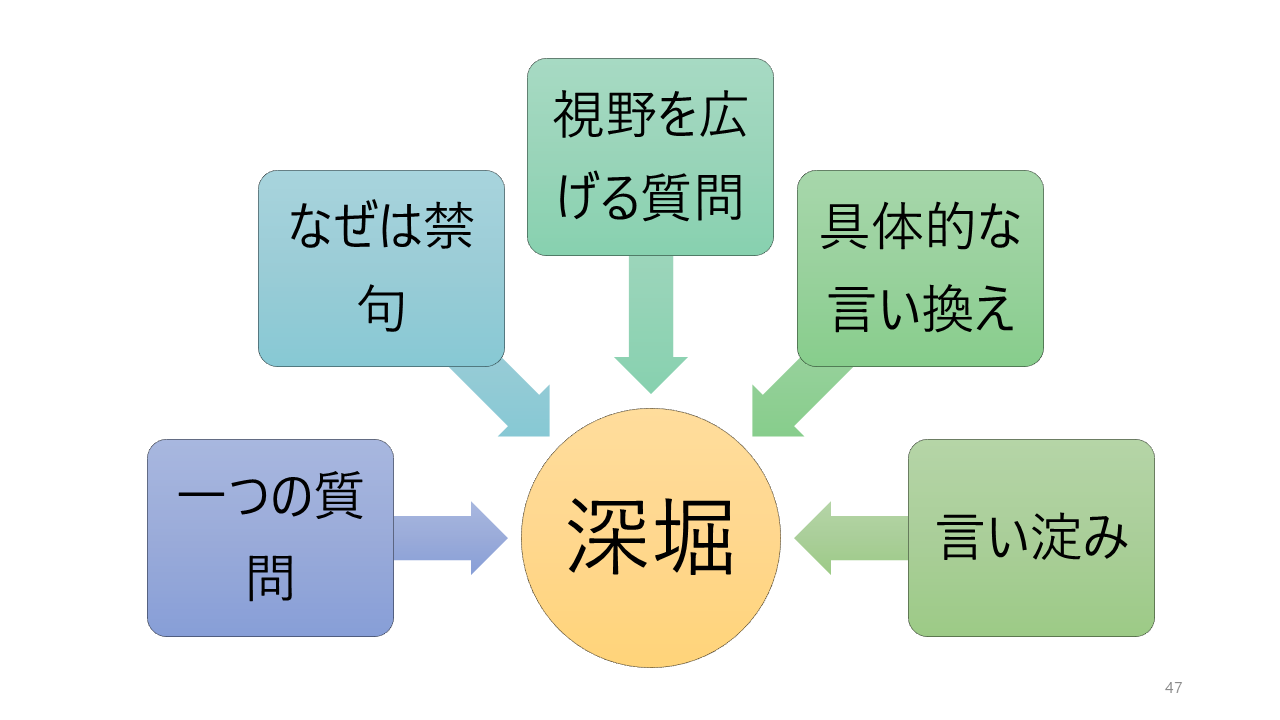 視野を広
げる質問
なぜは禁
句
具体的な
言い換え
一つの質
問
深堀
言い淀み
47